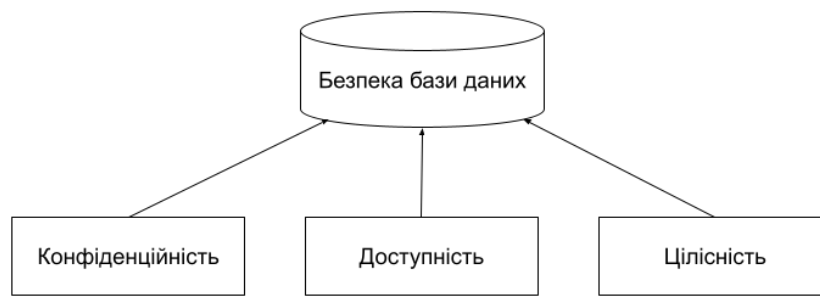 Безпека бази даних
Конфіденційність
Доступність
Цілісність